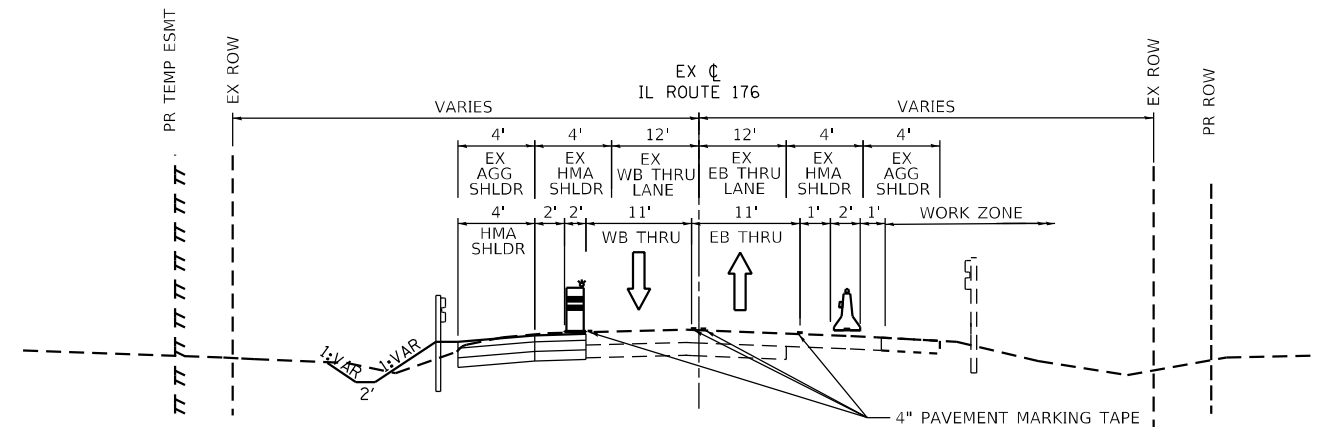 PR TEMP ESMT
EX ROW
EX ℄
IL ROUTE 176
EX ROW
PR ROW
VARIES
VARIES
4'
4'
12'
12'
4'
4'
EX
AGG
SHLDR
EX
HMA
SHLDR
EX
WB THRU
LANE
EX
EB THRU
LANE
EX
HMA
SHLDR
EX
AGG
SHLDR
4'
2'
2'
11'
11'
1'
2'
1'
WORK ZONE
HMA
SHLDR
WB THRU
EB THRU
1:VAR
1:VAR
2'
4" PAVEMENT MARKING TAPE